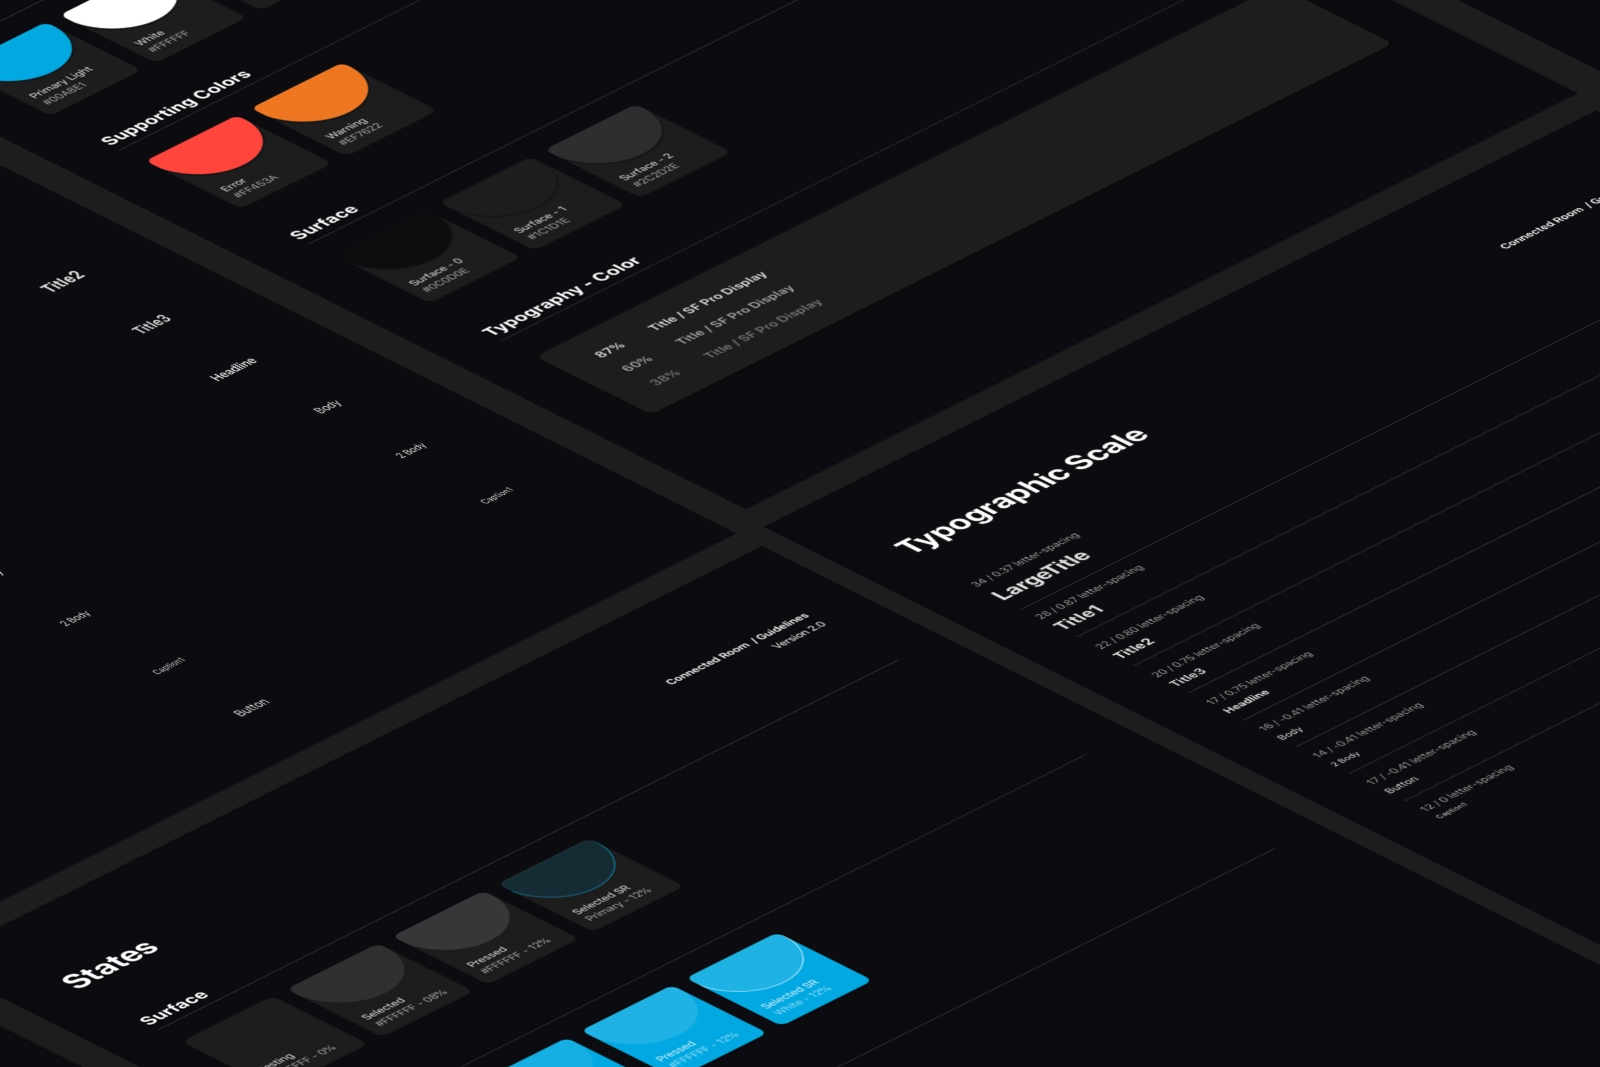 Primary Light
#00A8E1
White
#FFFFFF
Supporting Colors
Error
#FF453A
Warning
#EF7622
Surface
Surface - 0
#0C0D0E
Surface - 1
#1C1D1E
Surface - 2
#2C2D2E
Typography - Color
87%
Title / SF Pro Display
60%
Title / SF Pro Display
38%
Title / SF Pro Display
Title2
Title3
Headline
Body
2 Body
Caption1
2 Body
Caption1
Button
Connected Room / Guidelines
Version 2.0
States
Surface
#FFFFFF - 0%
Selected
#FFFFFF - 08%
Pressed
#FFFFFF - 12%
Selected SR
Primary - 12%
Pressed
#FFFFFF - 12%
Selected SR
White - 12%
Connected Room /
Typographic Scale
34 / 0.37 letter-spacing
LargeTitle
28 / 0.87 letter-spacing
Title1
22 / 0.80 letter-spacing
Title2
20 / 0.75 letter-spacing
Title3
17 / 0.75 letter-spacing
Headline
16 / -0.41 letter-spacing
Body
14 / -0.41 letter-spacing
2 Body
17 / -0.41 letter-spacing
Button
12 / 0 letter-spacing
Caption1